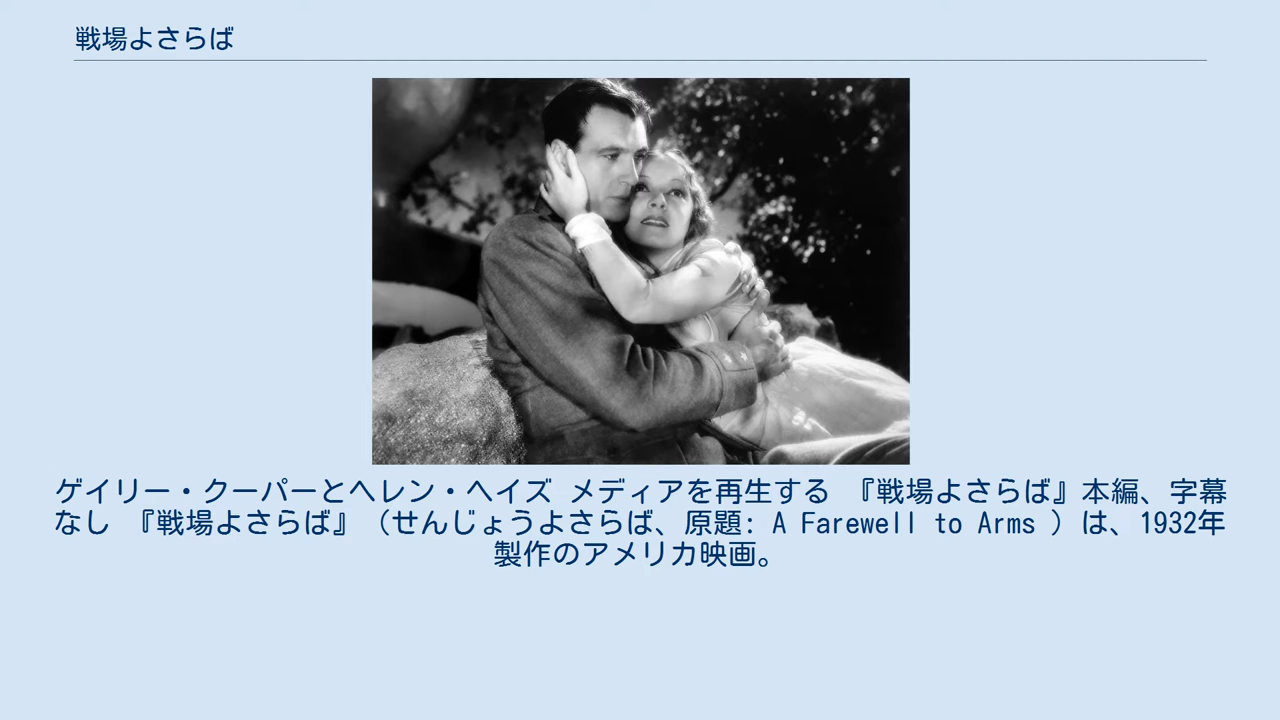 戦場よさらば
ゲイリー・クーパーとヘレン・ヘイズ メディアを再生する 『戦場よさらば』本編、字幕
なし 『戦場よさらば』（せんじょうよさらば、原題: A Farewell to Arms ）は、1932年
製作のアメリカ映画。